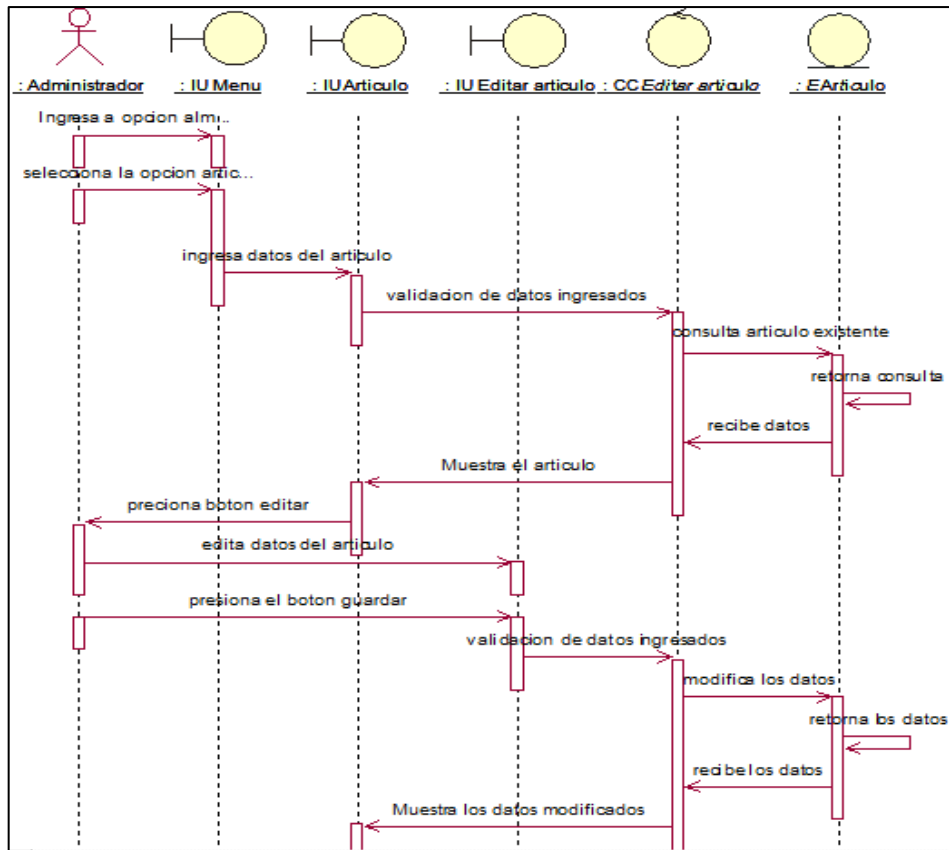 : Administrador
: IU Menu
: IU Articulo
: IU Editar articulo
: CC Editar articulo
: EArticulo
Ingresa a opcion alm...
selecciona la opcion artic...
ingresa datos del articulo
validacion de datos ingresados
consulta articulo existente
retorna consulta
recibe datos
Muestra el articulo
preciona boton editar
edita datos del articulo
presiona el boton guardar
validacion de datos ingresados
modifica los datos
retorna los datos
recibe los datos
Muestra los datos modificados